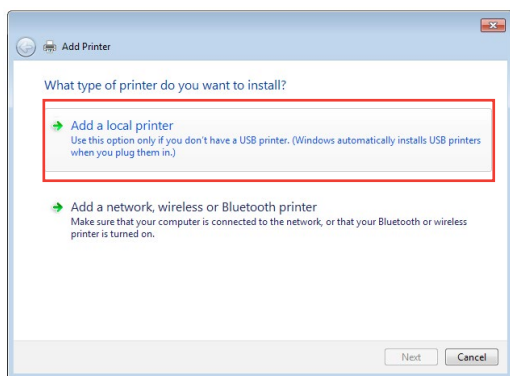 Add Printer
What type of printer do you want to install?
Add a local printer
Use this option only if you don't have a USB printer. (Windows automatically installs USB printers
when you plug them in.)
Add a network, wireless or Bluetooth printer
Make sure that your computer is connected to the network, or that your Bluetooth or wireless
printer is turned on.
Next Cancel